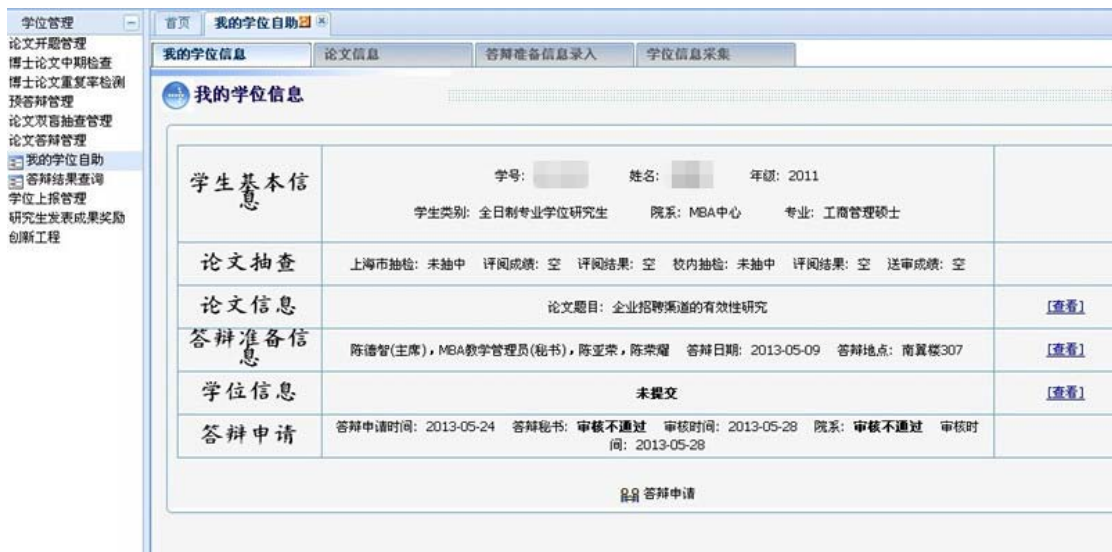 学位管理
论文开题管理
博士论文中期检查
博士论文重复率检测
预答辩管理
论文双盲抽查管理
论文答辩管理
我的学位自助
答辩结果查询
学位上报管理
研究生发表成果奖励
创新工程
首页 我的学位自助
我的学位信息 论文信息 答辩准备信息录入 学位信息采集
我的学位信息
学生基本信息
学号: 姓名: 年级: 2011
学生类别: 全日制专业学位研究生 院系: MBA中心 专业: 工商管理硕士
论文抽查 上海市抽检: 未抽中 评阅成绩: 空 评阅结果: 空 校内抽检: 未抽中 评阅结果: 空 送审成绩: 空
论文信息 论文题目: 企业招聘渠道的有效性研究 [查看]
答辩准备信息 陈德智(主席),MBA教学管理员(秘书),陈亚荣,陈荣耀 答辩日期: 2013-05-09 答辩地点: 南翼楼307 [查看]
学位信息 未提交 [查看]
答辩申请 答辩申请时间: 2013-05-24 答辩秘书: 审核不通过 审核时间: 2013-05-28 院系: 审核不通过 审核时
间: 2013-05-28
答辩申请